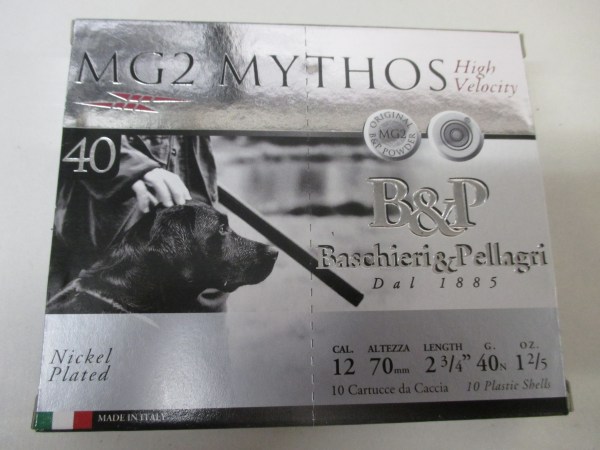 MG2 MYTHOS High
Velocity
ORIGINAL
MG2
B&P POWDER
40
B&P
Baschieri&Pellagri
Dal 1885
CAL. ALTEZZA LENGTH G. OZ.
12 70mm 2 3/4" 40N 1 2/5
Nickel
Plated
10 Cartucce da Caccia 10 Plastic Shells
MADE IN ITALY